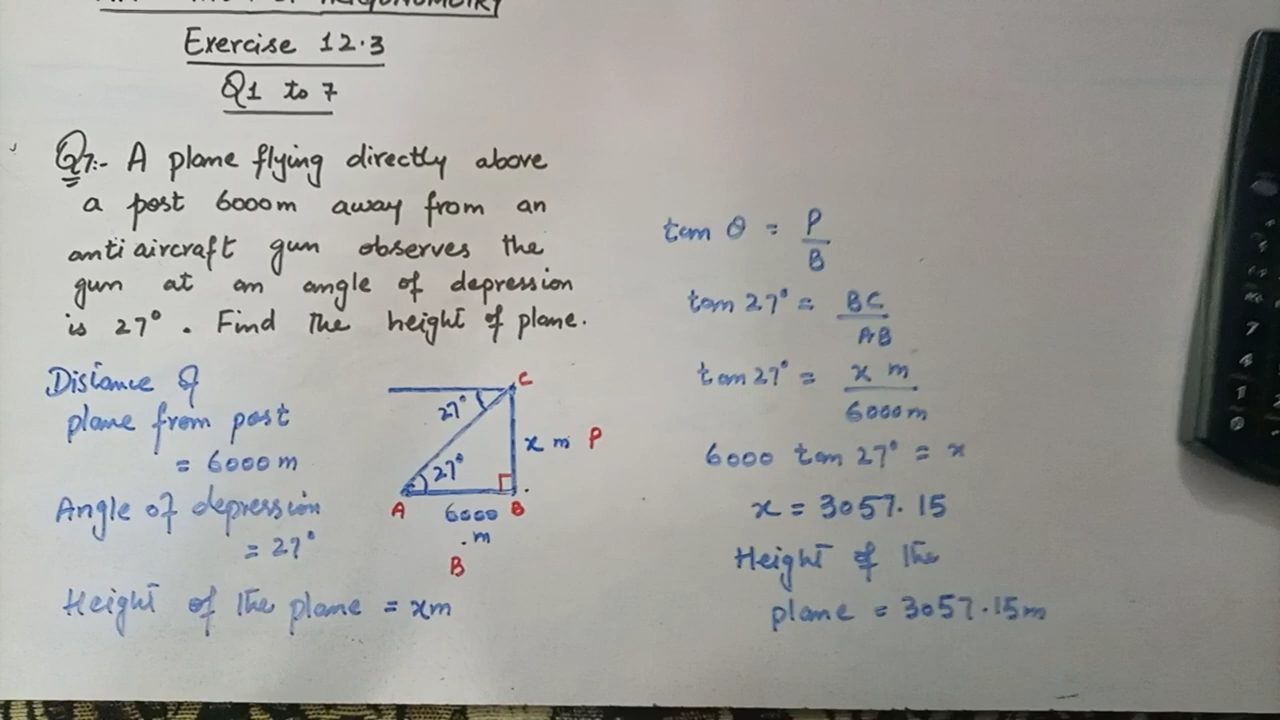 Exercise 12.3
Q1 to 7
Q7:- A plane flying directly above
a post 6000m away from an
anti aircraft gun observes the
gun at an angle of depression
is 27°. Find the height of plane.
Distance of
plane from post
= 6000 m
Angle of depression
= 27°
Height of the plane = xm
C
27°
x m P
27°
A 6000 B
m
B
tan θ = P
B
tan 27° = BC
AB
tan 27° = x m
6000m
6000 tan 27° = x
x = 3057.15
Height of the
plane = 3057.15m